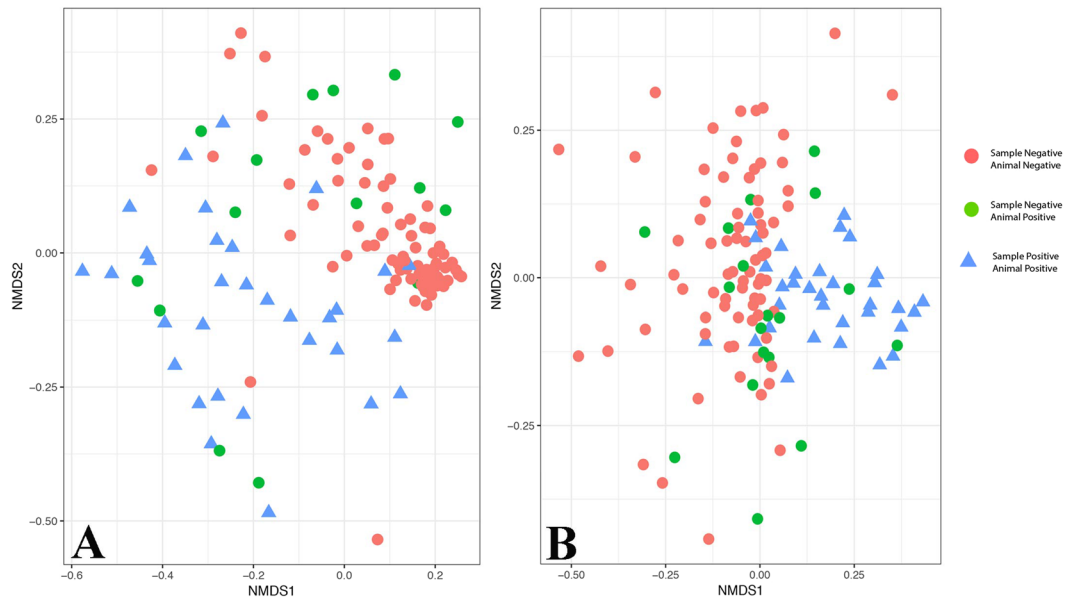 0.25
0.00
−0.25
−0.50
NMDS2
A
−0.6
−0.4
−0.2
0.0
0.2
NMDS1
0.25
0.00
−0.25
NMDS2
B
−0.50
−0.25
0.00
0.25
NMDS1
Sample Negative
Animal Negative
Sample Negative
Animal Positive
Sample Positive
Animal Positive